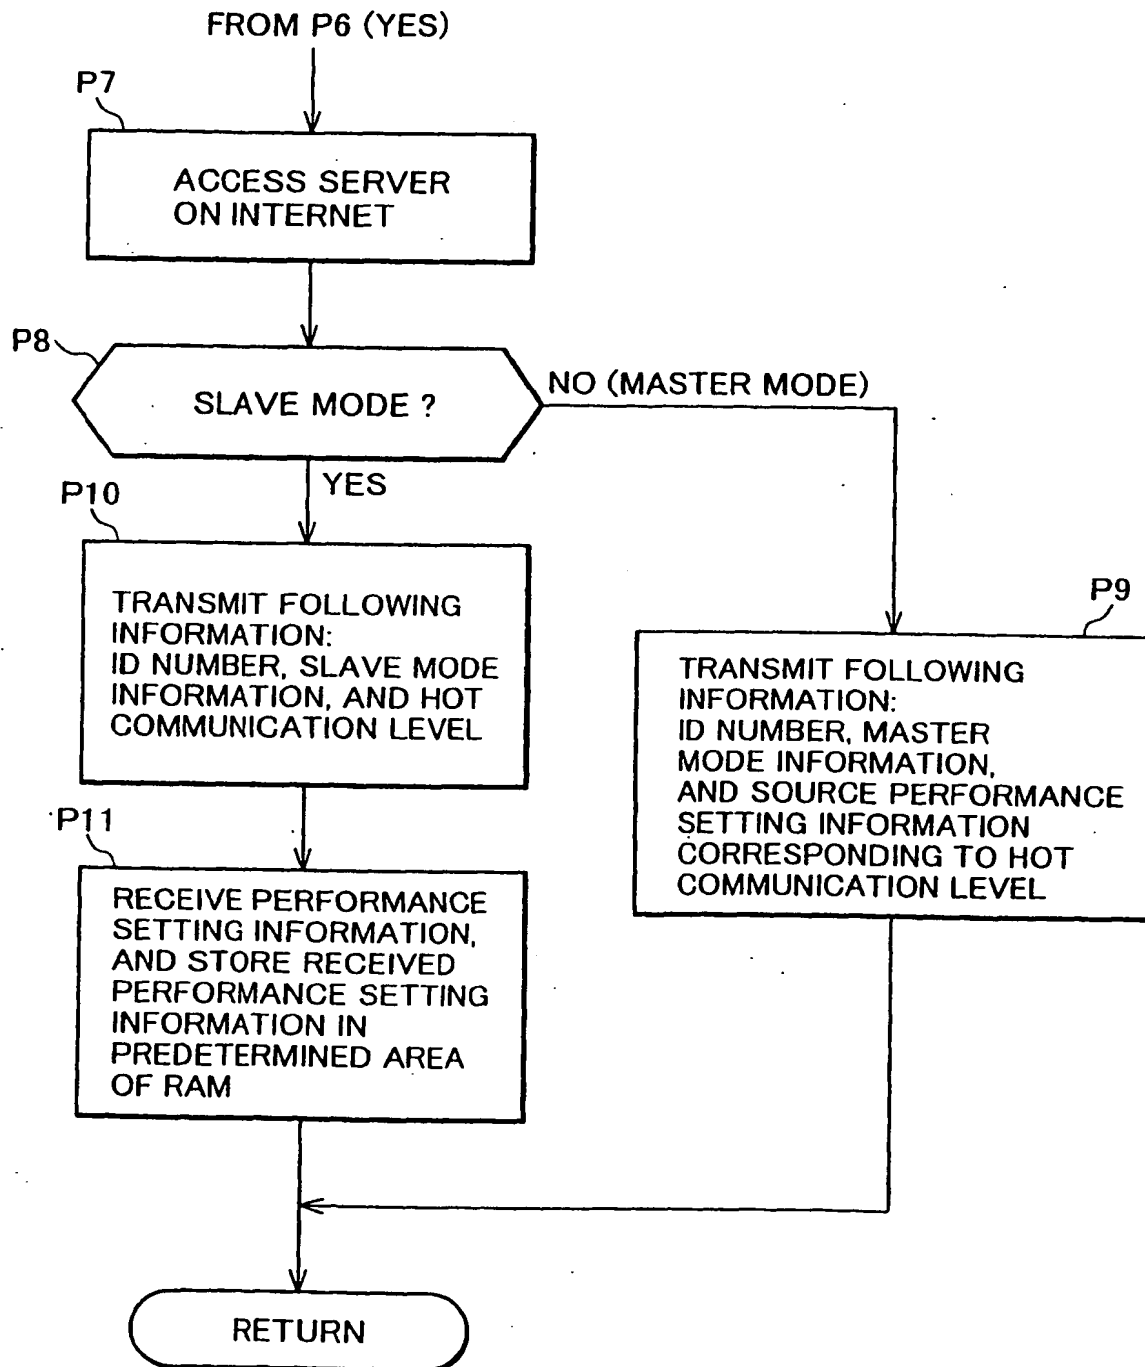 FROM P6 (YES)
P7
ACCESS SERVER
ON INTERNET
P8
SLAVE MODE ?
NO (MASTER MODE)
YES
P10
TRANSMIT FOLLOWING
INFORMATION:
ID NUMBER, SLAVE MODE
INFORMATION, AND HOT
COMMUNICATION LEVEL
P9
TRANSMIT FOLLOWING
INFORMATION:
ID NUMBER, MASTER
MODE INFORMATION,
AND SOURCE PERFORMANCE
SETTING INFORMATION
CORRESPONDING TO HOT
COMMUNICATION LEVEL
P11
RECEIVE PERFORMANCE
SETTING INFORMATION,
AND STORE RECEIVED
PERFORMANCE SETTING
INFORMATION IN
PREDETERMINED AREA
OF RAM
RETURN